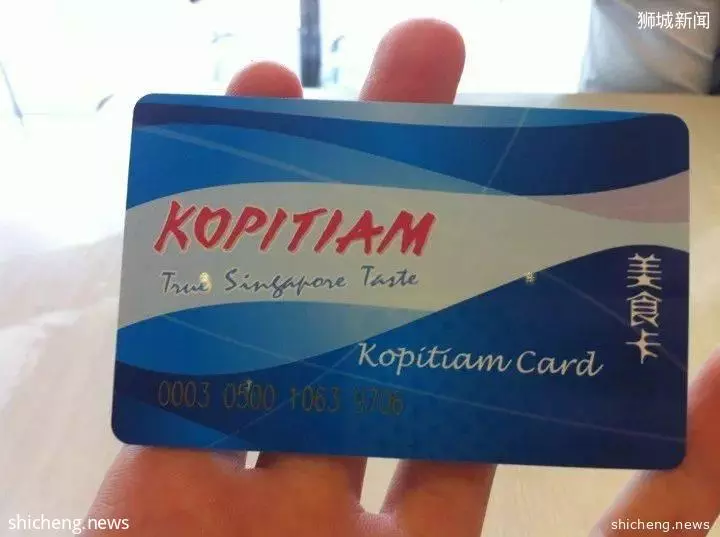 狮城新闻
KOPITIAM
True Singapore Taste
美食卡
Kopitiam Card
0003 0500 1063 9706
shicheng.news
shicheng.news